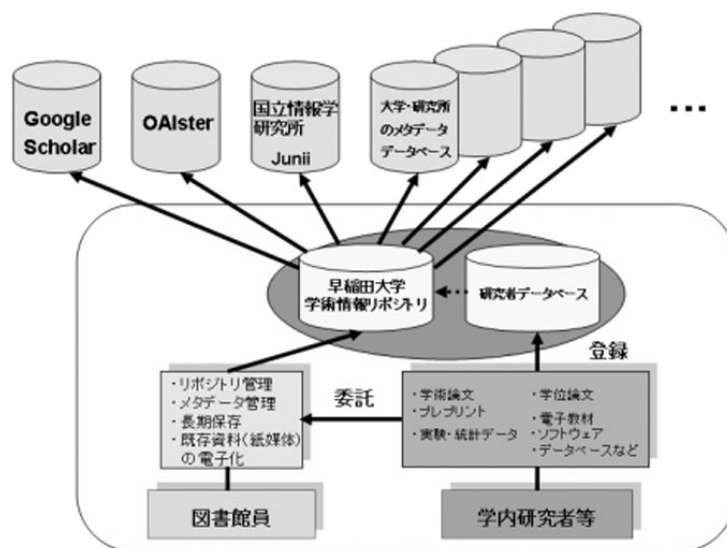 Google
Scholar
OAIster
国立情報学
研究所
Junii
大学・研究所
のメタデータ
データベース
...
早稲田大学
学術情報リポジトリ
研究者データベース
登録
・リポジトリ管理
・メタデータ管理
・長期保存
・既存資料(紙媒体)
の電子化
委託
・学術論文
・プレプリント
・実験・統計データ
・学位論文
・電子教材
・ソフトウェア
・データベースなど
図書館員
学内研究者等